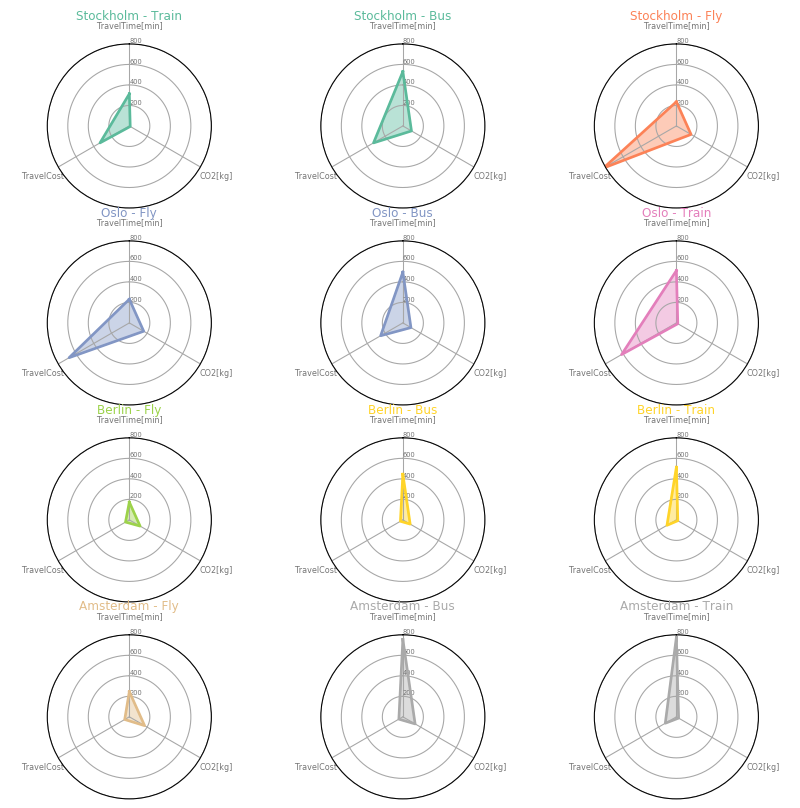 Stockholm - Train
TravelTime[min]
800
600
400
200
TravelCost
CO2[kg]
Stockholm - Bus
TravelTime[min]
800
600
400
200
TravelCost
CO2[kg]
Stockholm - Fly
TravelTime[min]
800
600
400
200
TravelCost
CO2[kg]
Oslo - Fly
TravelTime[min]
800
600
400
200
TravelCost
CO2[kg]
Oslo - Bus
TravelTime[min]
800
600
400
200
TravelCost
CO2[kg]
Oslo - Train
TravelTime[min]
800
600
400
200
TravelCost
CO2[kg]
Berlin - Fly
TravelTime[min]
800
600
400
200
TravelCost
CO2[kg]
Berlin - Bus
TravelTime[min]
800
600
400
200
TravelCost
CO2[kg]
Berlin - Train
TravelTime[min]
800
600
400
200
TravelCost
CO2[kg]
Amsterdam - Fly
TravelTime[min]
800
600
400
200
TravelCost
CO2[kg]
Amsterdam - Bus
TravelTime[min]
800
600
400
200
TravelCost
CO2[kg]
Amsterdam - Train
TravelTime[min]
800
600
400
200
TravelCost
CO2[kg]